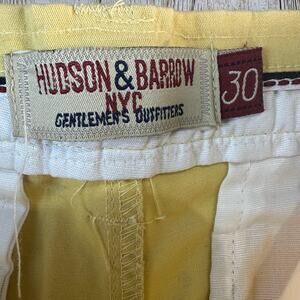 HUDSON & BARROW
NYC
GENTLEMEN'S OUTFITTERS
30